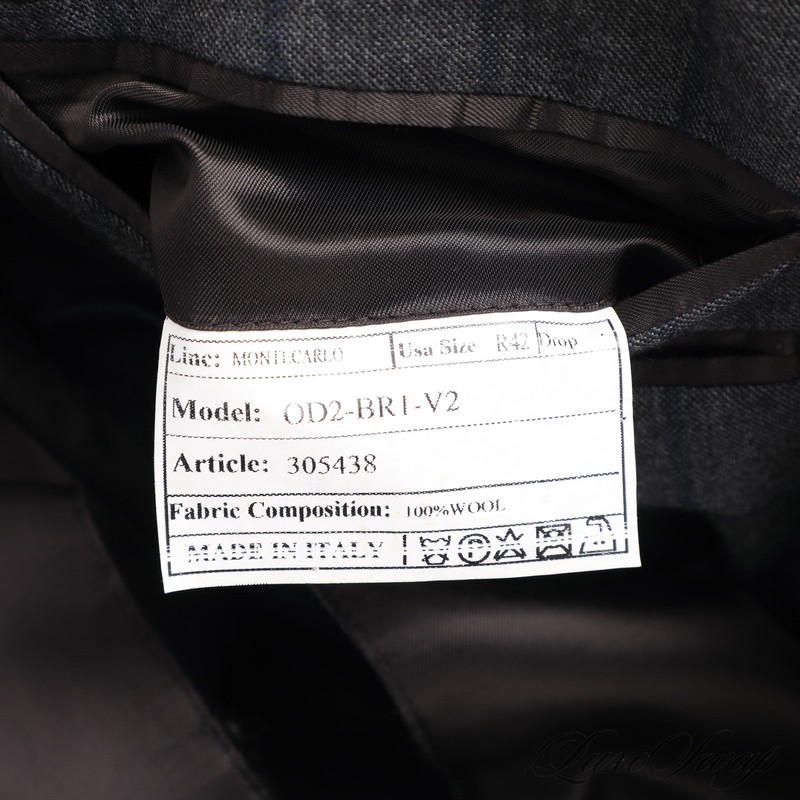 Line: MONTECARLO Usa Size R42 Drop
Model: OD2-BR1-V2
Article: 305438
Fabric Composition: 100%WOOL
MADE IN ITALY
LuxeSwap